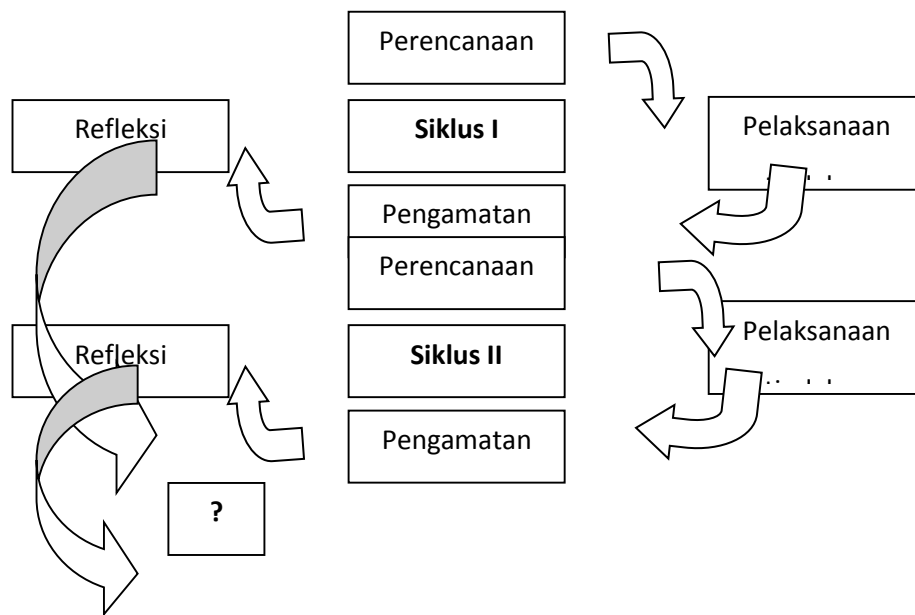 Perencanaan
Refleksi
Siklus I
Pelaksanaan
Pengamatan
Perencanaan
Refleksi
Siklus II
Pelaksanaan
Pengamatan
?